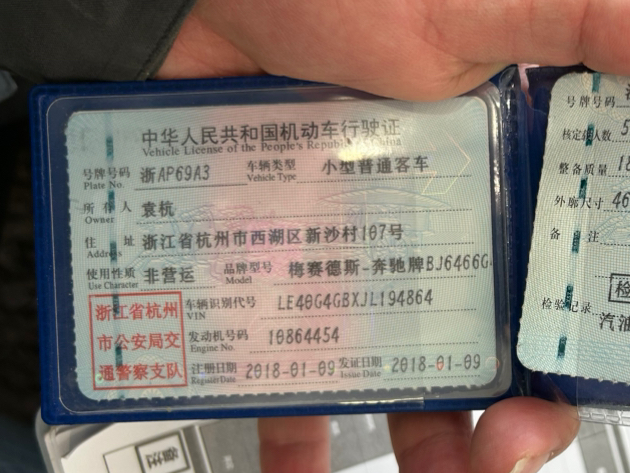 中华人民共和国机动车行驶证
Vehicle License of the People's Republic of China
号牌号码 浙AP69A3 车辆类型 小型普通客车
Plate No. Vehicle Type
所有人 袁杭
Owner
住址 浙江省杭州市西湖区新沙村107号
Address
使用性质 非营运 品牌型号 梅赛德斯-奔驰牌BJ6466G
Use Character Model
浙江省杭州
市公安局交
通警察支队
车辆识别代号 LE40G4GBXJL194864
VIN
发动机号码 10864454
Engine No.
注册日期 2018-01-09 发证日期 2018-01-09
Register Date Issue Date
号牌号码
核定人数 5
整备质量 18
外廓尺寸 46
备注
检验记录
汽油